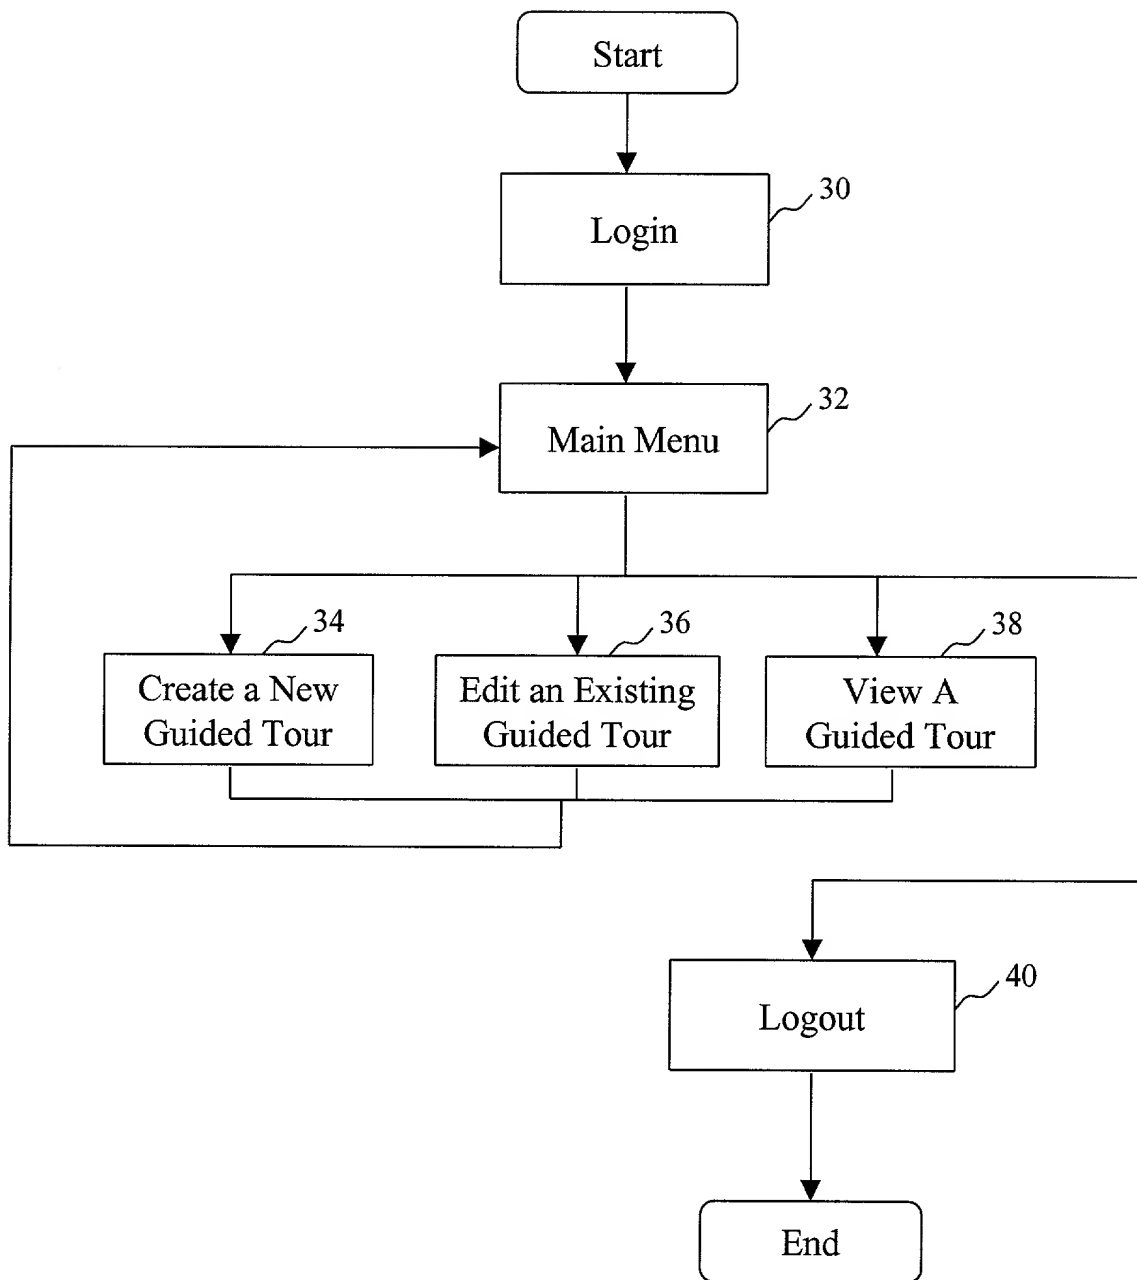 Start
30
Login
32
Main Menu
34
Create a New
Guided Tour
36
Edit an Existing
Guided Tour
38
View A
Guided Tour
40
Logout
End